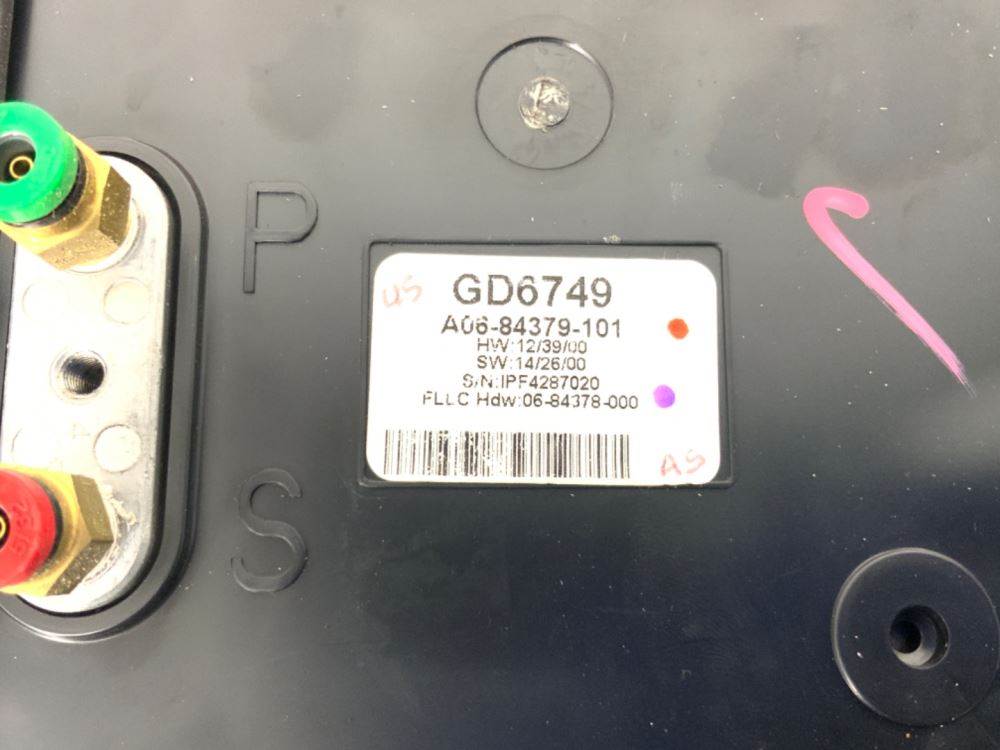 P
US
GD6749
A06-84379-101
HW:12/39/00
SW:14/26/00
S/N:IPF4287020
FLLC Hdw:06-84378-000
AS
S